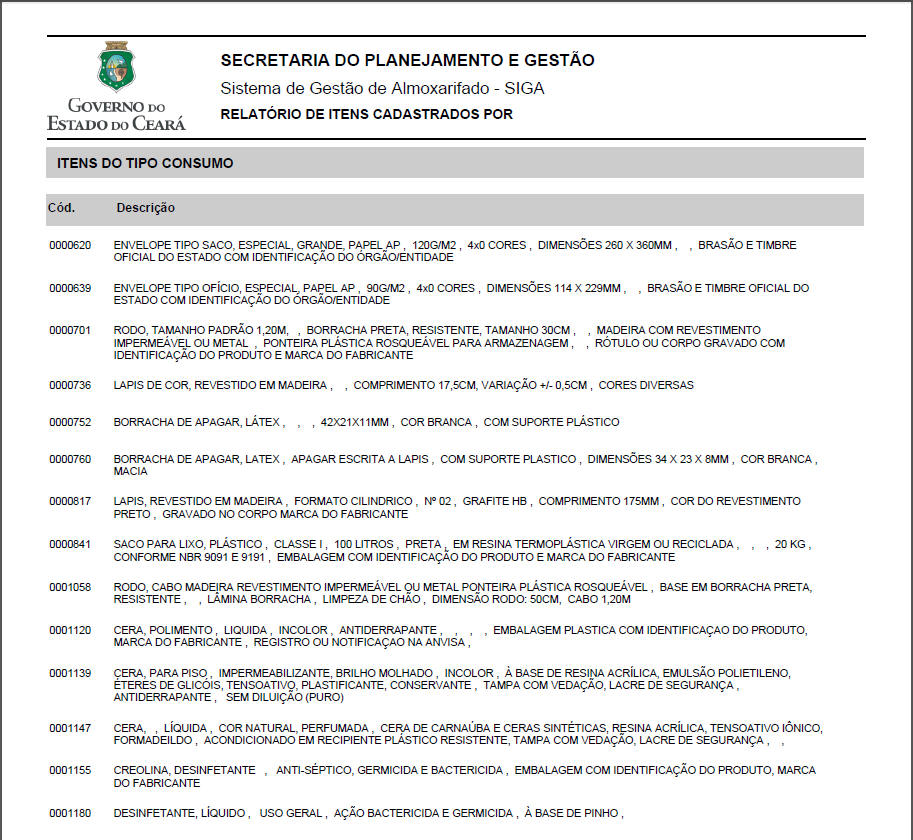 GOVERNO DO
ESTADO DO CEARÁ
SECRETARIA DO PLANEJAMENTO E GESTÃO
Sistema de Gestão de Almoxarifado - SIGA
RELATÓRIO DE ITENS CADASTRADOS POR
ITENS DO TIPO CONSUMO
Cód. Descrição
0000620 ENVELOPE TIPO SACO, ESPECIAL, GRANDE, PAPEL AP , 120G/M2 , 4x0 CORES , DIMENSÕES 260 X 360MM , , BRASÃO E TIMBRE
OFICIAL DO ESTADO COM IDENTIFICAÇÃO DO ÓRGÃO/ENTIDADE
0000639 ENVELOPE TIPO OFÍCIO, ESPECIAL, PAPEL AP , 90G/M2 , 4x0 CORES , DIMENSÕES 114 X 229MM , , BRASÃO E TIMBRE OFICIAL DO
ESTADO COM IDENTIFICAÇÃO DO ÓRGÃO/ENTIDADE
0000701 RODO, TAMANHO PADRÃO 1,20M, , BORRACHA PRETA, RESISTENTE, TAMANHO 30CM , , MADEIRA COM REVESTIMENTO
IMPERMEÁVEL OU METAL , PONTEIRA PLÁSTICA ROSQUEÁVEL PARA ARMAZENAGEM , , RÓTULO OU CORPO GRAVADO COM
IDENTIFICAÇÃO DO PRODUTO E MARCA DO FABRICANTE
0000736 LAPIS DE COR, REVESTIDO EM MADEIRA , , COMPRIMENTO 17,5CM, VARIAÇÃO +/- 0,5CM , CORES DIVERSAS
0000752 BORRACHA DE APAGAR, LÁTEX , , , 42X21X11MM , COR BRANCA , COM SUPORTE PLÁSTICO
0000760 BORRACHA DE APAGAR, LATEX , APAGAR ESCRITA A LAPIS , COM SUPORTE PLASTICO , DIMENSÕES 34 X 23 X 8MM , COR BRANCA ,
MACIA
0000817 LAPIS, REVESTIDO EM MADEIRA , FORMATO CILINDRICO , Nº 02 , GRAFITE HB , COMPRIMENTO 175MM , COR DO REVESTIMENTO
PRETO , GRAVADO NO CORPO MARCA DO FABRICANTE
0000841 SACO PARA LIXO, PLÁSTICO , CLASSE I , 100 LITROS , PRETA , EM RESINA TERMOPLÁSTICA VIRGEM OU RECICLADA , , , 20 KG ,
CONFORME NBR 9091 E 9191 , EMBALAGEM COM IDENTIFICAÇÃO DO PRODUTO E MARCA DO FABRICANTE
0001058 RODO, CABO MADEIRA REVESTIMENTO IMPERMEÁVEL OU METAL PONTEIRA PLÁSTICA ROSQUEÁVEL , BASE EM BORRACHA PRETA,
RESISTENTE , , LÂMINA BORRACHA , LIMPEZA DE CHÃO , DIMENSÃO RODO: 50CM, CABO 1,20M
0001120 CERA, POLIMENTO , LIQUIDA , INCOLOR , ANTIDERRAPANTE , , , , EMBALAGEM PLASTICA COM IDENTIFICAÇAO DO PRODUTO,
MARCA DO FABRICANTE , REGISTRO OU NOTIFICAÇAO NA ANVISA ,
0001139 CERA, PARA PISO , IMPERMEABILIZANTE, BRILHO MOLHADO , INCOLOR , À BASE DE RESINA ACRÍLICA, EMULSÃO POLIETILENO,
ÉTERES DE GLICÓIS, TENSOATIVO, PLASTIFICANTE, CONSERVANTE , TAMPA COM VEDAÇÃO, LACRE DE SEGURANÇA ,
ANTIDERRAPANTE , SEM DILUIÇÃO (PURO)
0001147 CERA, , LÍQUIDA , COR NATURAL, PERFUMADA , CERA DE CARNAÚBA E CERAS SINTÉTICAS, RESINA ACRÍLICA, TENSOATIVO IÔNICO,
FORMADEILDO , ACONDICIONADO EM RECIPIENTE PLÁSTICO RESISTENTE, TAMPA COM VEDAÇÃO, LACRE DE SEGURANÇA , ,
0001155 CREOLINA, DESINFETANTE , ANTI-SÉPTICO, GERMICIDA E BACTERICIDA , EMBALAGEM COM IDENTIFICAÇÃO DO PRODUTO, MARCA
DO FABRICANTE
0001180 DESINFETANTE, LÍQUIDO , USO GERAL , AÇÃO BACTERICIDA E GERMICIDA , À BASE DE PINHO ,